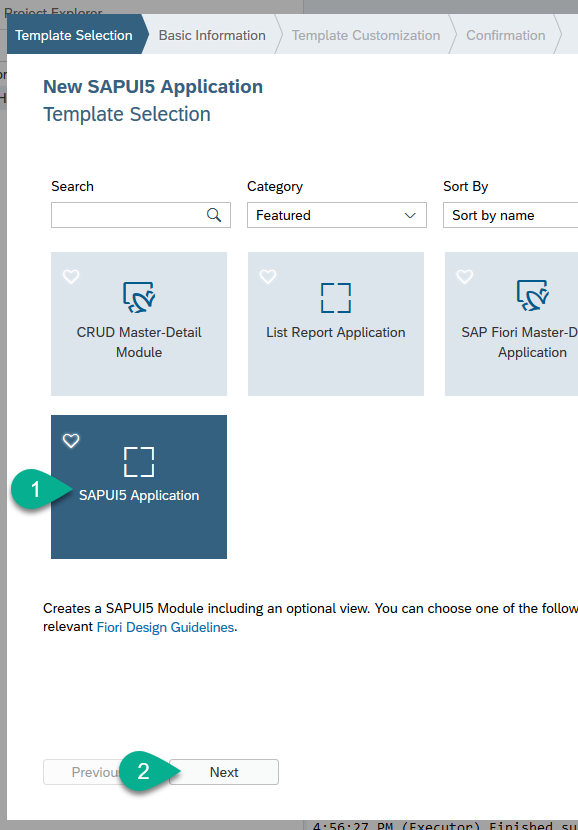 Project Explorer
Template Selection
Basic Information
Template Customization
Confirmation
New SAPUI5 Application
Template Selection
Search
Category
Sort By
Featured
Sort by name
CRUD Master-Detail
Module
List Report Application
SAP Fiori Master-D
Application
1
SAPUI5 Application
Creates a SAPUI5 Module including an optional view. You can choose one of the follow
relevant Fiori Design Guidelines.
Previou
2
Next
4:56:27 PM (Executor) Finished su